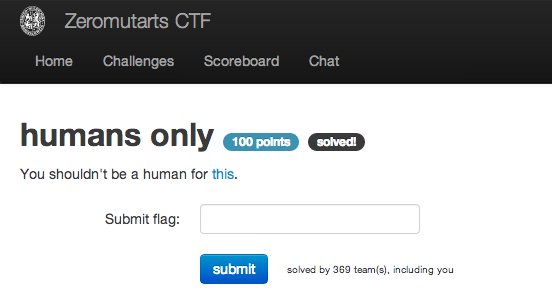 Zeromutarts CTF
Home Challenges Scoreboard Chat
humans only 100 points solved!
You shouldn't be a human for this.
Submit flag:
submit solved by 369 team(s), including you